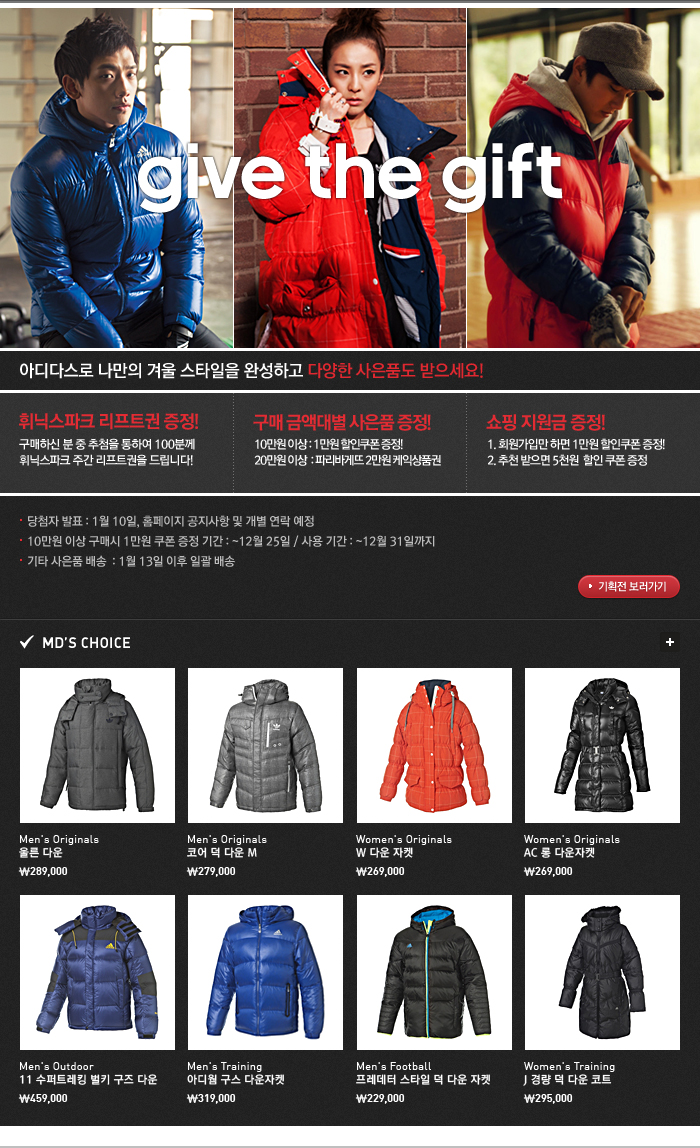 give the gift
아디다스로 나만의 겨울 스타일을 완성하고 다양한 사은품도 받으세요!
휘닉스파크 리프트권 증정!
구매하신 분 중 추첨을 통하여 100분께
휘닉스파크 주간 리프트권을 드립니다!
구매 금액대별 사은품 증정!
10만원 이상 : 1만원 할인쿠폰 증정!
20만원 이상 : 파리바게뜨 2만원 케익상품권
쇼핑 지원금 증정!
1. 회원가입만 하면 1만원 할인쿠폰 증정!
2. 추천 받으면 5천원 할인 쿠폰 증정
· 당첨자 발표 : 1월 10일, 홈페이지 공지사항 및 개별 연락 예정
· 10만원 이상 구매시 1만원 쿠폰 증정 기간 : ~12월 25일 / 사용 기간 : ~12월 31일까지
· 기타 사은품 배송 : 1월 13일 이후 일괄 배송
기획전 보러가기
MD'S CHOICE
Men's Originals
울른 다운
₩289,000
Men's Originals
코어 덕 다운 M
₩279,000
Women's Originals
W 다운 자켓
₩269,000
Women's Originals
AC 롱 다운자켓
₩269,000
Men's Outdoor
11 수퍼트레킹 벌키 구즈 다운
₩459,000
Men's Training
아디웜 구스 다운자켓
₩319,000
Men's Football
프레데터 스타일 덕 다운 자켓
₩229,000
Women's Training
J 경량 덕 다운 코트
₩295,000